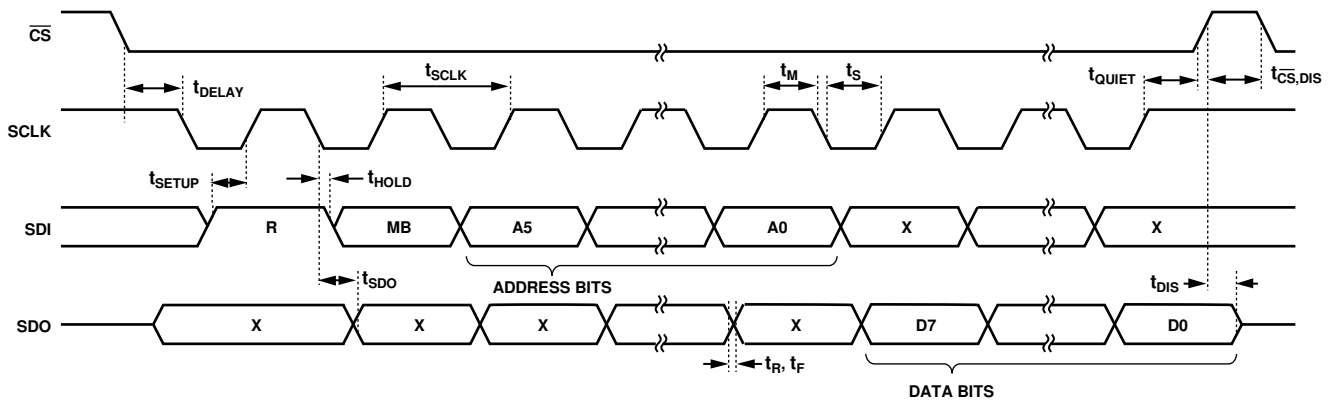 CS
tSCLK
tM
tS
tQUIET
tCS,DIS
tDELAY
SCLK
tSETUP
tHOLD
SDI
R
MB
A5
A0
X
X
tSDO
ADDRESS BITS
tDIS
SDO
X
X
X
X
D7
D0
tR, tF
DATA BITS